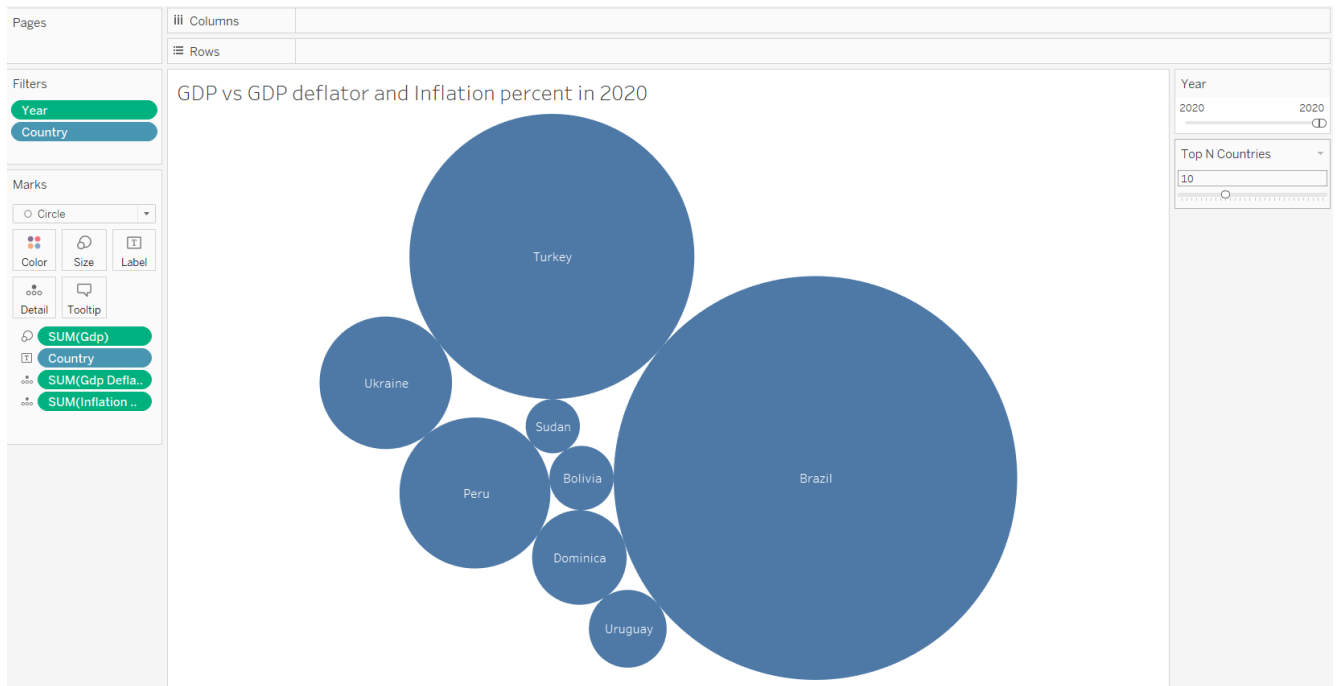 Pages
Columns
Rows
Filters
Year
Country
Marks
Circle
Color Size Label
Detail Tooltip
SUM(Gdp)
Country
SUM(Gdp Defla..
SUM(Inflation ..
GDP vs GDP deflator and Inflation percent in 2020
Turkey
Ukraine
Sudan
Bolivia
Brazil
Peru
Dominica
Uruguay
Year
2020 2020
Top N Countries
10